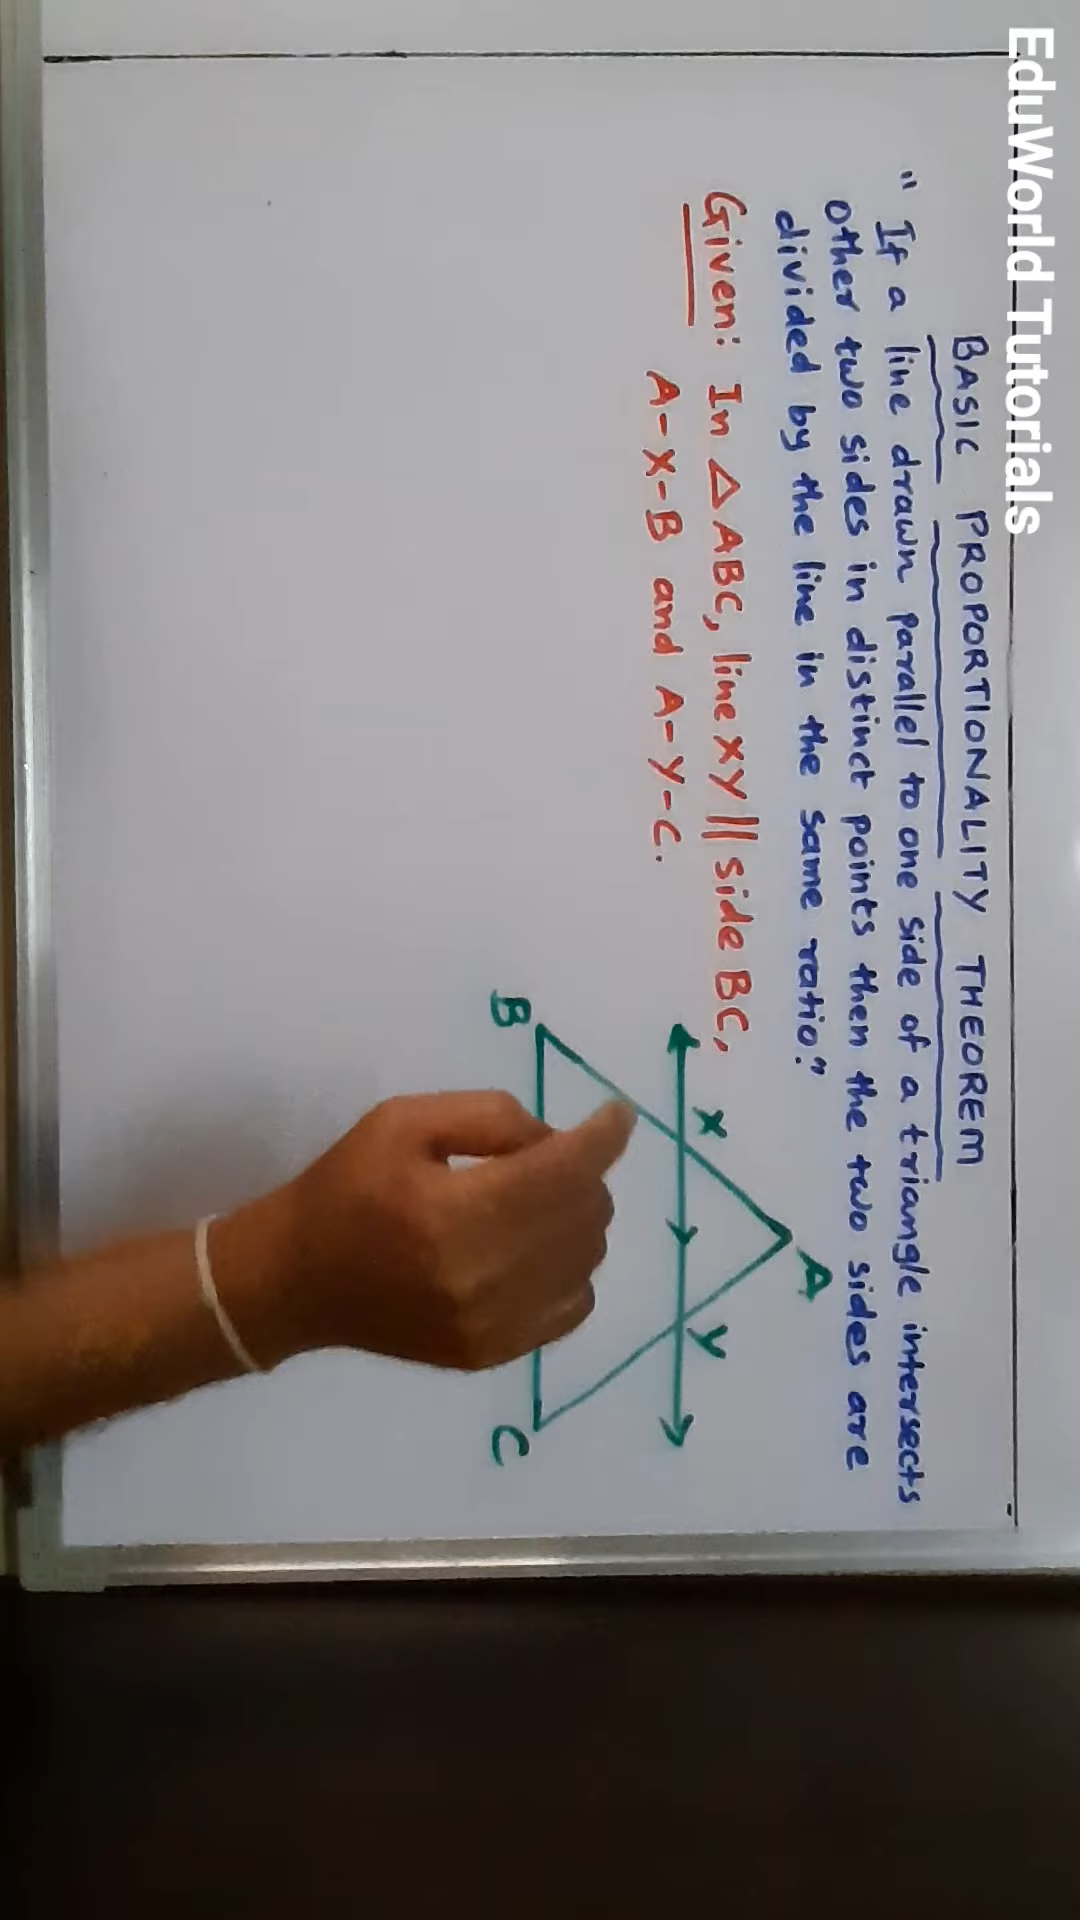 EduWorld Tutorials
BASIC PROPORTIONALITY THEOREM
" If a line drawn parallel to one side of a triangle intersects
other two sides in distinct points then the two sides are
divided by the line in the same ratio."
Given: In △ ABC, line XY || side BC,
A-X-B and A-Y-C.
A
X
Y
B
C